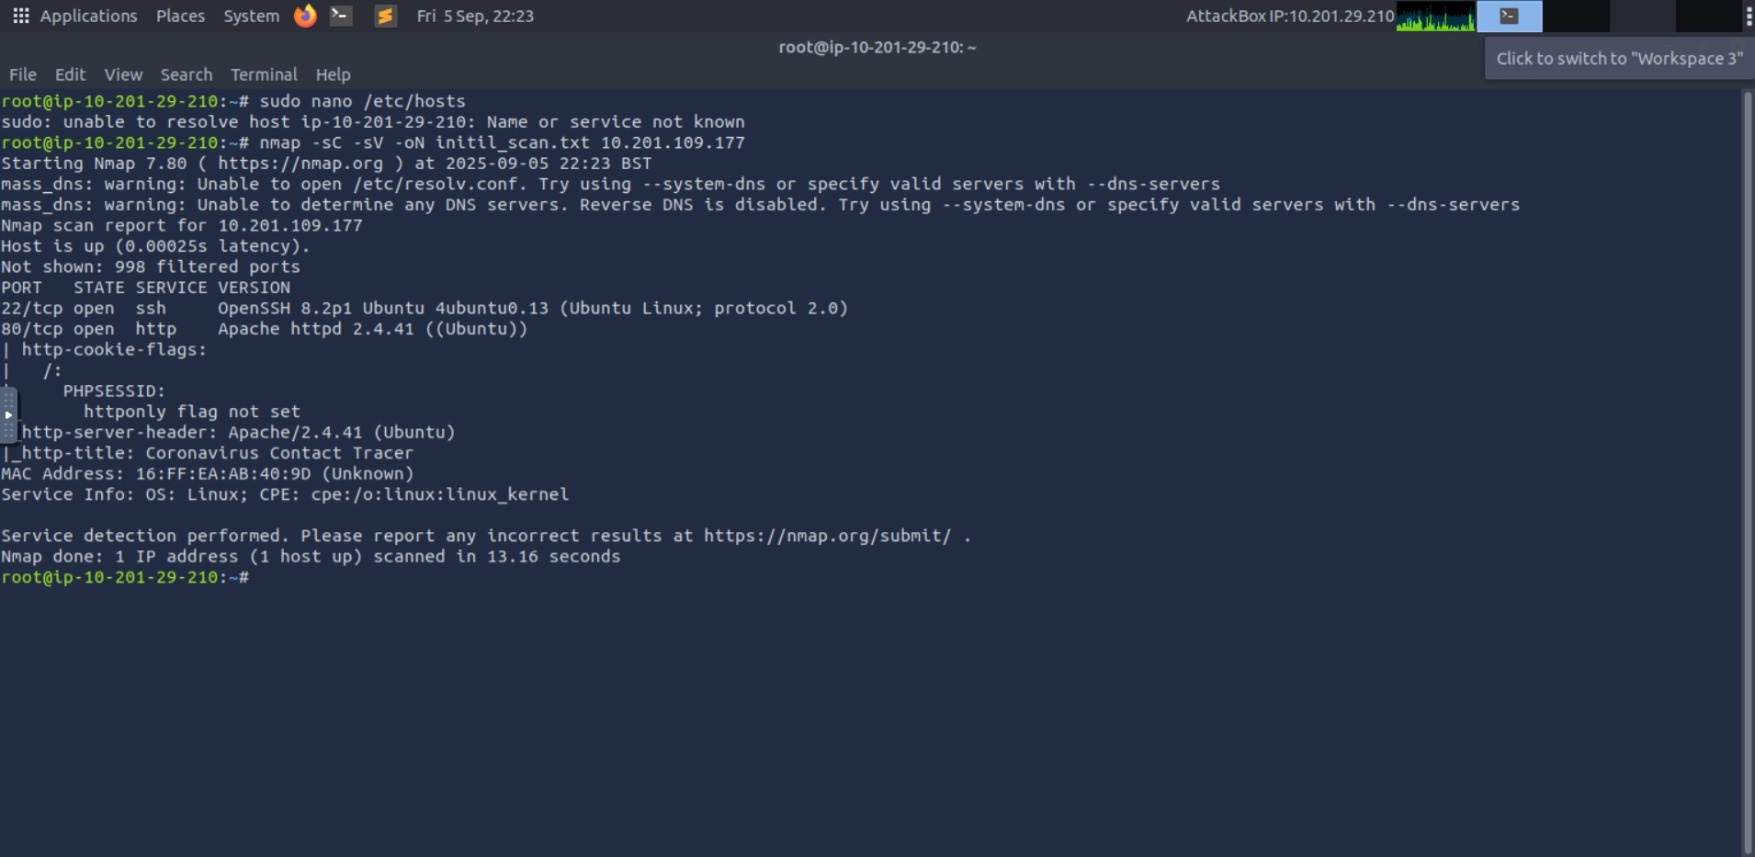 Applications Places System Fri 5 Sep, 22:23 AttackBox IP:10.201.29.210
root@ip-10-201-29-210: ~
Click to switch to "Workspace 3"
File Edit View Search Terminal Help
root@ip-10-201-29-210:~# sudo nano /etc/hosts
sudo: unable to resolve host ip-10-201-29-210: Name or service not known
root@ip-10-201-29-210:~# nmap -sC -sV -oN initil_scan.txt 10.201.109.177
Starting Nmap 7.80 ( https://nmap.org ) at 2025-09-05 22:23 BST
mass_dns: warning: Unable to open /etc/resolv.conf. Try using --system-dns or specify valid servers with --dns-servers
mass_dns: warning: Unable to determine any DNS servers. Reverse DNS is disabled. Try using --system-dns or specify valid servers with --dns-servers
Nmap scan report for 10.201.109.177
Host is up (0.00025s latency).
Not shown: 998 filtered ports
PORT   STATE SERVICE VERSION
22/tcp open  ssh     OpenSSH 8.2p1 Ubuntu 4ubuntu0.13 (Ubuntu Linux; protocol 2.0)
80/tcp open  http    Apache httpd 2.4.41 ((Ubuntu))
| http-cookie-flags:
|   /:
PHPSESSID:
httponly flag not set
_http-server-header: Apache/2.4.41 (Ubuntu)
|_http-title: Coronavirus Contact Tracer
MAC Address: 16:FF:EA:AB:40:9D (Unknown)
Service Info: OS: Linux; CPE: cpe:/o:linux:linux_kernel
Service detection performed. Please report any incorrect results at https://nmap.org/submit/ .
Nmap done: 1 IP address (1 host up) scanned in 13.16 seconds
root@ip-10-201-29-210:~#